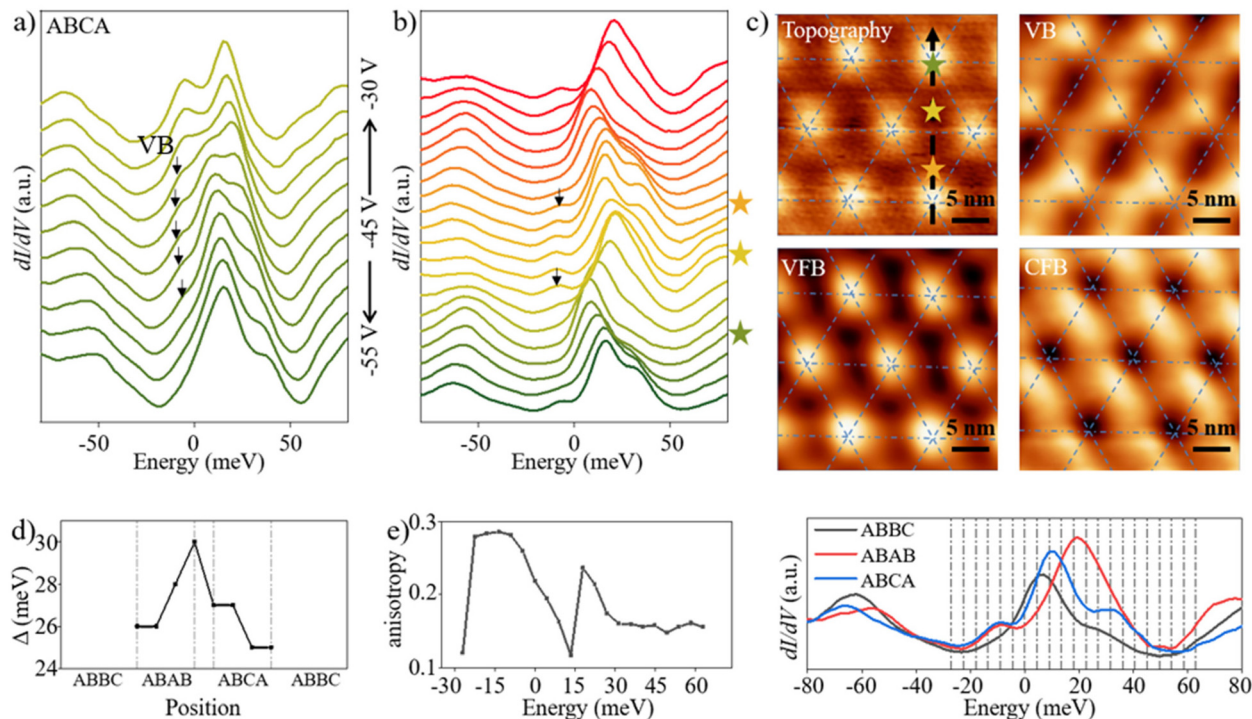 a)
ABCA
VB
dI/dV (a.u.)
-50
0
50
Energy (meV)
-30 V
-45 V
-55 V
b)
dI/dV (a.u.)
-50
0
50
Energy (meV)
c)
Topography
5 nm
VB
5 nm
VFB
5 nm
CFB
5 nm
d)
Δ (meV)
30
28
26
24
ABBC
ABAB
ABCA
ABBC
Position
e)
anisotropy
0.3
0.2
0.1
-30
-15
0
15
30
45
60
Energy (meV)
ABBC
ABAB
ABCA
dI/dV (a.u.)
-80
-60
-40
-20
0
20
40
60
80
Energy (meV)